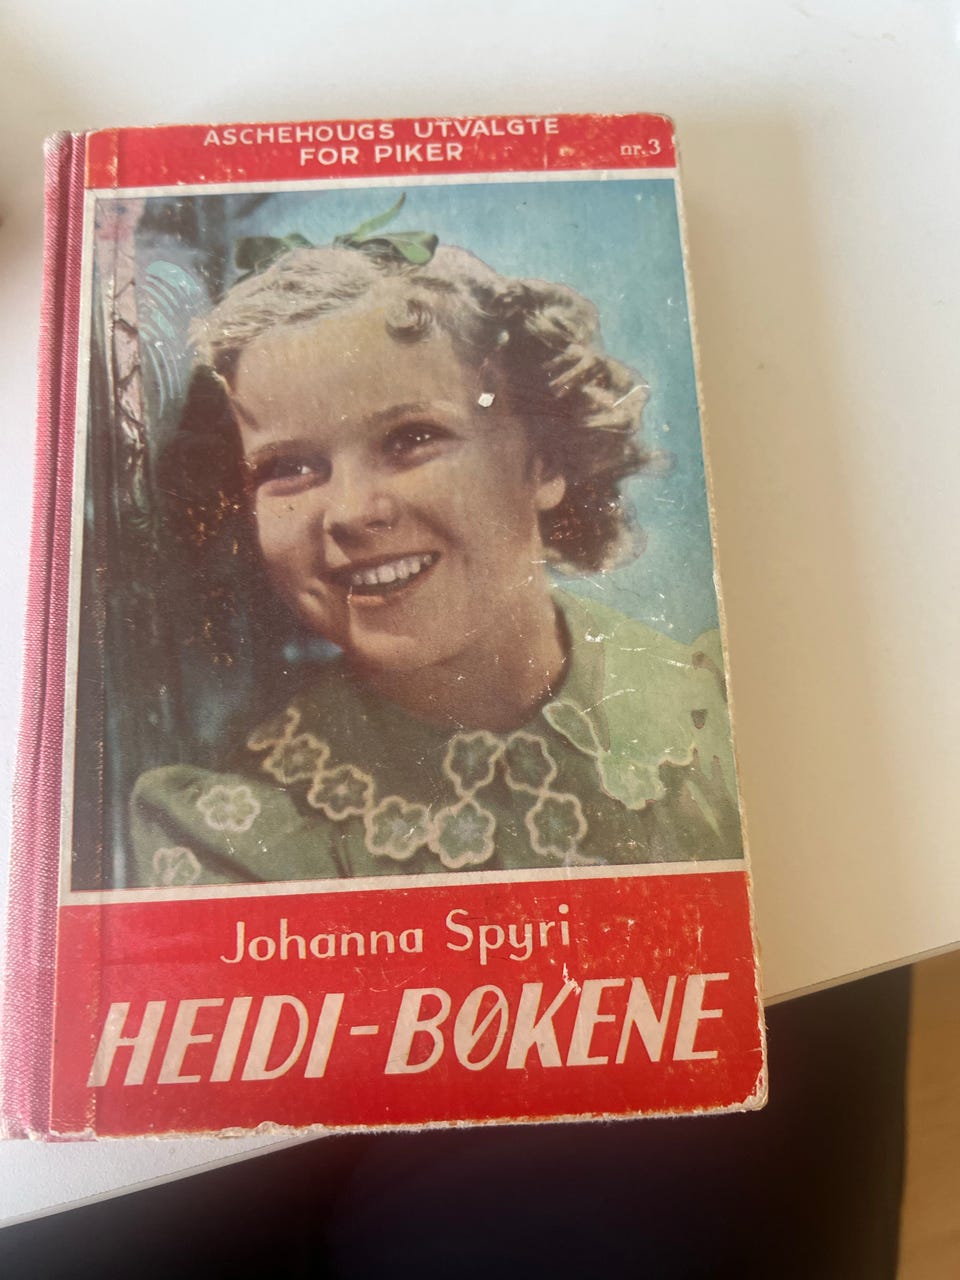 ASCHEHOUGS UTVALGTE
FOR PIKER
nr. 3
Johanna Spyri
HEIDI-BØKENE